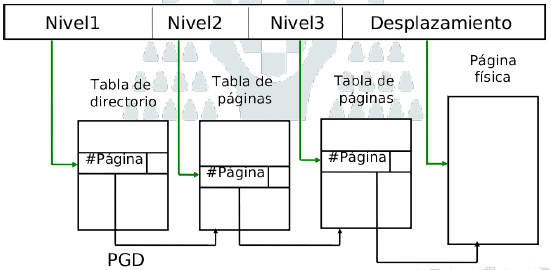 Nivel1 Nivel2 Nivel3 Desplazamiento
Tabla de
directorio
Tabla de
páginas
Tabla de
páginas
Página
física
#Página
#Página
#Página
PGD